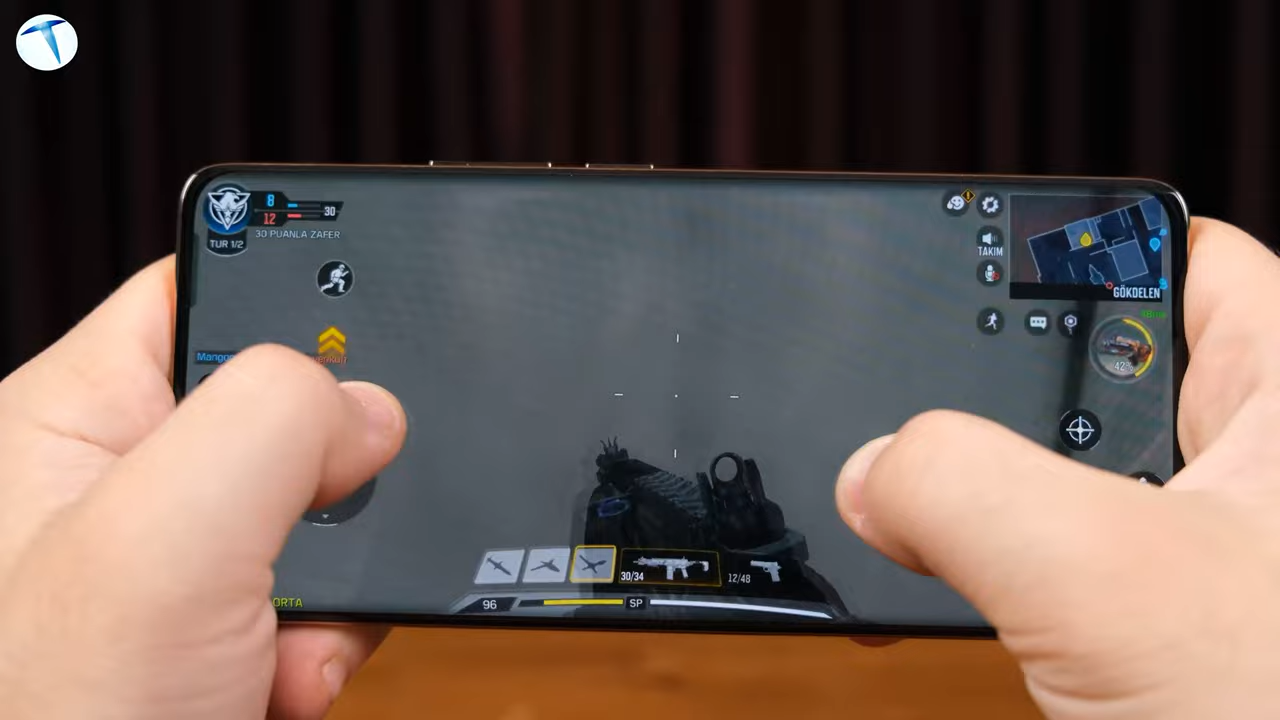 8
12
30
TUR 1/2
30 PUANLA ZAFER
TAKIM
GÖKDELEN
42%
30/34
12/48
96
SP
ORTA